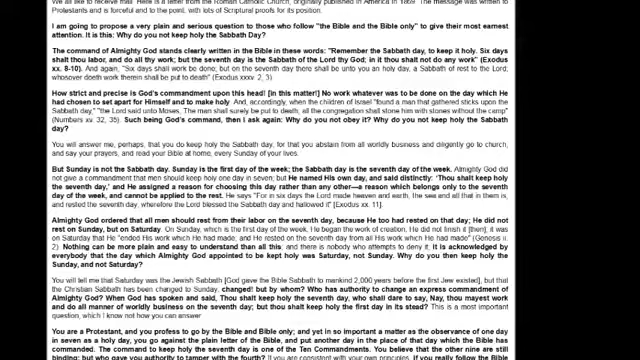 We all like to receive mail. Here is a letter from the Roman Catholic Church, originally published in America in 1869. The message was written to
Protestants and is forceful and to the point, with lots of Scriptural proofs for its position.
I am going to propose a very plain and serious question to those who follow "the Bible and the Bible only" to give their most earnest
attention. It is this: Why do you not keep holy the Sabbath Day?
The command of Almighty God stands clearly written in the Bible in these words: "Remember the Sabbath day, to keep it holy. Six days
shalt thou labor, and do all thy work; but the seventh day is the Sabbath of the Lord thy God; in it thou shalt not do any work" (Exodus
xx. 8-10). And again, "Six days shall work be done; but on the seventh day there shall be unto you an holy day, a Sabbath of rest to the Lord;
whosoever doeth work therein shall be put to death" (Exodus xxxv. 2, 3).
How strict and precise is God's commandment upon this head! [in this matter!] No work whatever was to be done on the day which He
had chosen to set apart for Himself and to make holy. And, accordingly, when the children of Israel "found a man that gathered sticks upon the
Sabbath day," "the Lord said unto Moses, The man shall surely be put to death; all the congregation shall stone him with stones without the camp"
(Numbers xv. 32, 35). Such being God's command, then I ask again: Why do you not obey it? Why do you not keep holy the Sabbath
day?
You will answer me, perhaps, that you do keep holy the Sabbath day; for that you abstain from all worldly business and diligently go to church,
and say your prayers, and read your Bible at home, every Sunday of your lives.
But Sunday is not the Sabbath day. Sunday is the first day of the week; the Sabbath day is the seventh day of the week. Almighty God did
not give a commandment that men should keep holy one day in seven; but He named His own day, and said distinctly: 'Thou shalt keep holy
the seventh day,' and He assigned a reason for choosing this day rather than any other—a reason which belongs only to the seventh
day of the week, and cannot be applied to the rest. He says "For in six days the Lord made heaven and earth, the sea and all that in them is,
and rested the seventh day, wherefore the Lord blessed the Sabbath day and hallowed it" [Exodus xx. 11].
Almighty God ordered that all men should rest from their labor on the seventh day, because He too had rested on that day; He did not
rest on Sunday, but on Saturday. On Sunday, which is the first day of the week, He began the work of creation, He did not finish it [then]; it was
on Saturday that He "ended His work which He had made; and He rested on the seventh day from all His work which He had made" (Genesis ii.
2). Nothing can be more plain and easy to understand than all this; and there is nobody who attempts to deny it; It is acknowledged by
everybody that the day which Almighty God appointed to be kept holy was Saturday, not Sunday. Why do you then keep holy the
Sunday, and not Saturday?
You will tell me that Saturday was the Jewish Sabbath [God gave the Bible Sabbath to mankind 2,000 years before the first Jew existed], but that
the Christian Sabbath has been changed to Sunday. changed! but by whom? Who has authority to change an express commandment of
Almighty God? When God has spoken and said, Thou shalt keep holy the seventh day, who shall dare to say, Nay, thou mayest work
and do all manner of worldly business on the seventh day; but thou shalt keep holy the first day in its stead? This is a most important
question, which I know not how you can answer
You are a Protestant, and you profess to go by the Bible and Bible only; and yet in so important a matter as the observance of one day
in seven as a holy day, you go against the plain letter of the Bible, and put another day in the place of that day which the Bible has
commanded. The command to keep holy the seventh day is one of the Ten Commandments. You believe that the other nine are still
binding; but who gave you authority to tamper with the fourth? If you are consistent with your own principles, If you really follow the Bible